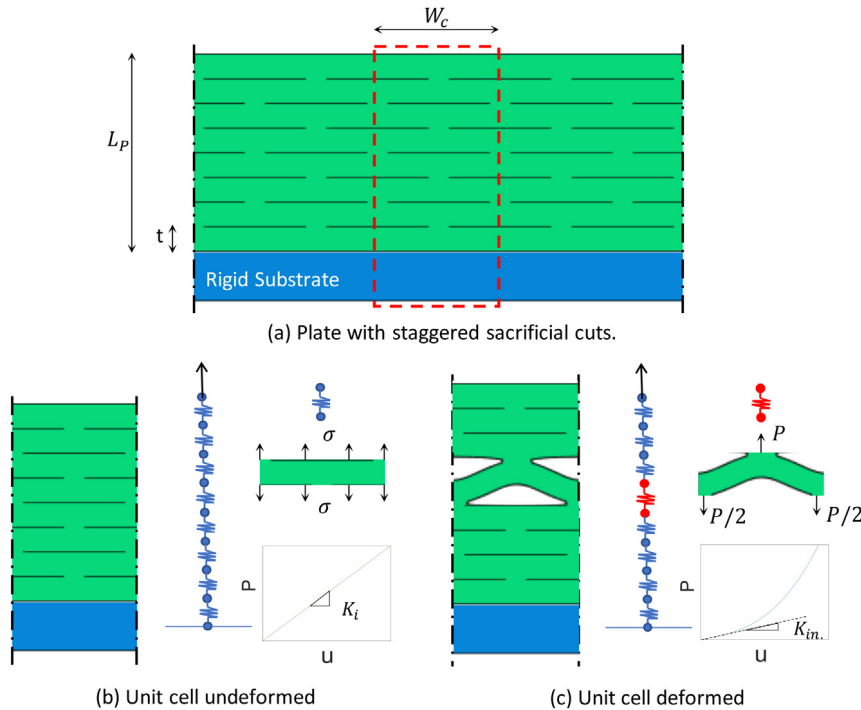 W_c
L_P
t
Rigid Substrate
(a) Plate with staggered sacrificial cuts.
σ
σ
P
K_i
u
P
P/2
P/2
P
K_in.
u
(b) Unit cell undeformed
(c) Unit cell deformed